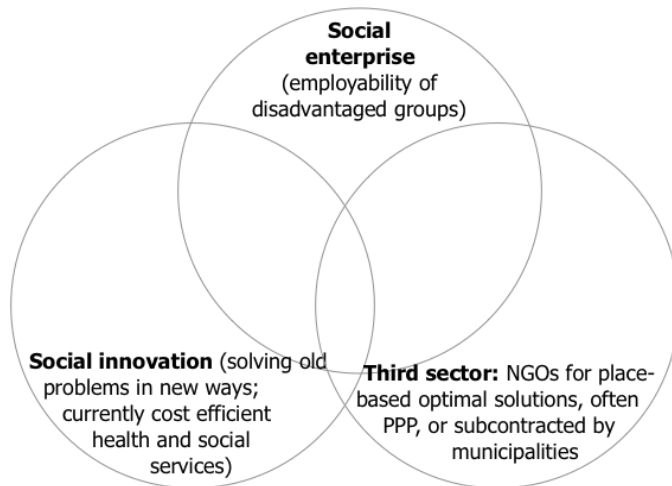 Social
enterprise
(employability of
disadvantaged groups)
Social innovation (solving old
problems in new ways;
currently cost efficient
health and social
services)
Third sector: NGOs for place-
based optimal solutions, often
PPP, or subcontracted by
municipalities